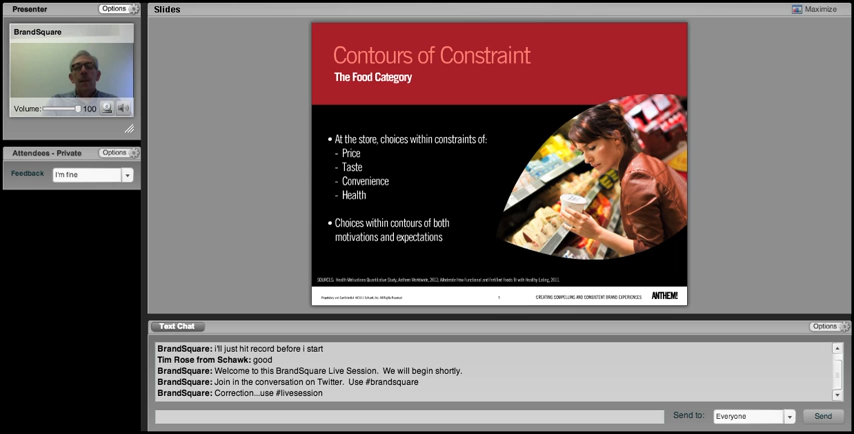 Presenter
Options
BrandSquare
Volume:
100
Attendees - Private
Options
Feedback
I'm fine
Slides
Maximize
Contours of Constraint
The Food Category
• At the store, choices within constraints of:
- Price
- Taste
- Convenience
- Health
• Choices within contours of both
motivations and expectations
CREATING COMPELLING AND CONSISTENT BRAND EXPERIENCES
ANTHEM!
Text Chat
Options
BrandSquare: i'll just hit record before i start
Tim Rose from Schawk: good
BrandSquare: Welcome to this BrandSquare Live Session. We will begin shortly.
BrandSquare: Join in the conversation on Twitter. Use #brandsquare
BrandSquare: Correction...use #livesession
Send to:
Everyone
Send